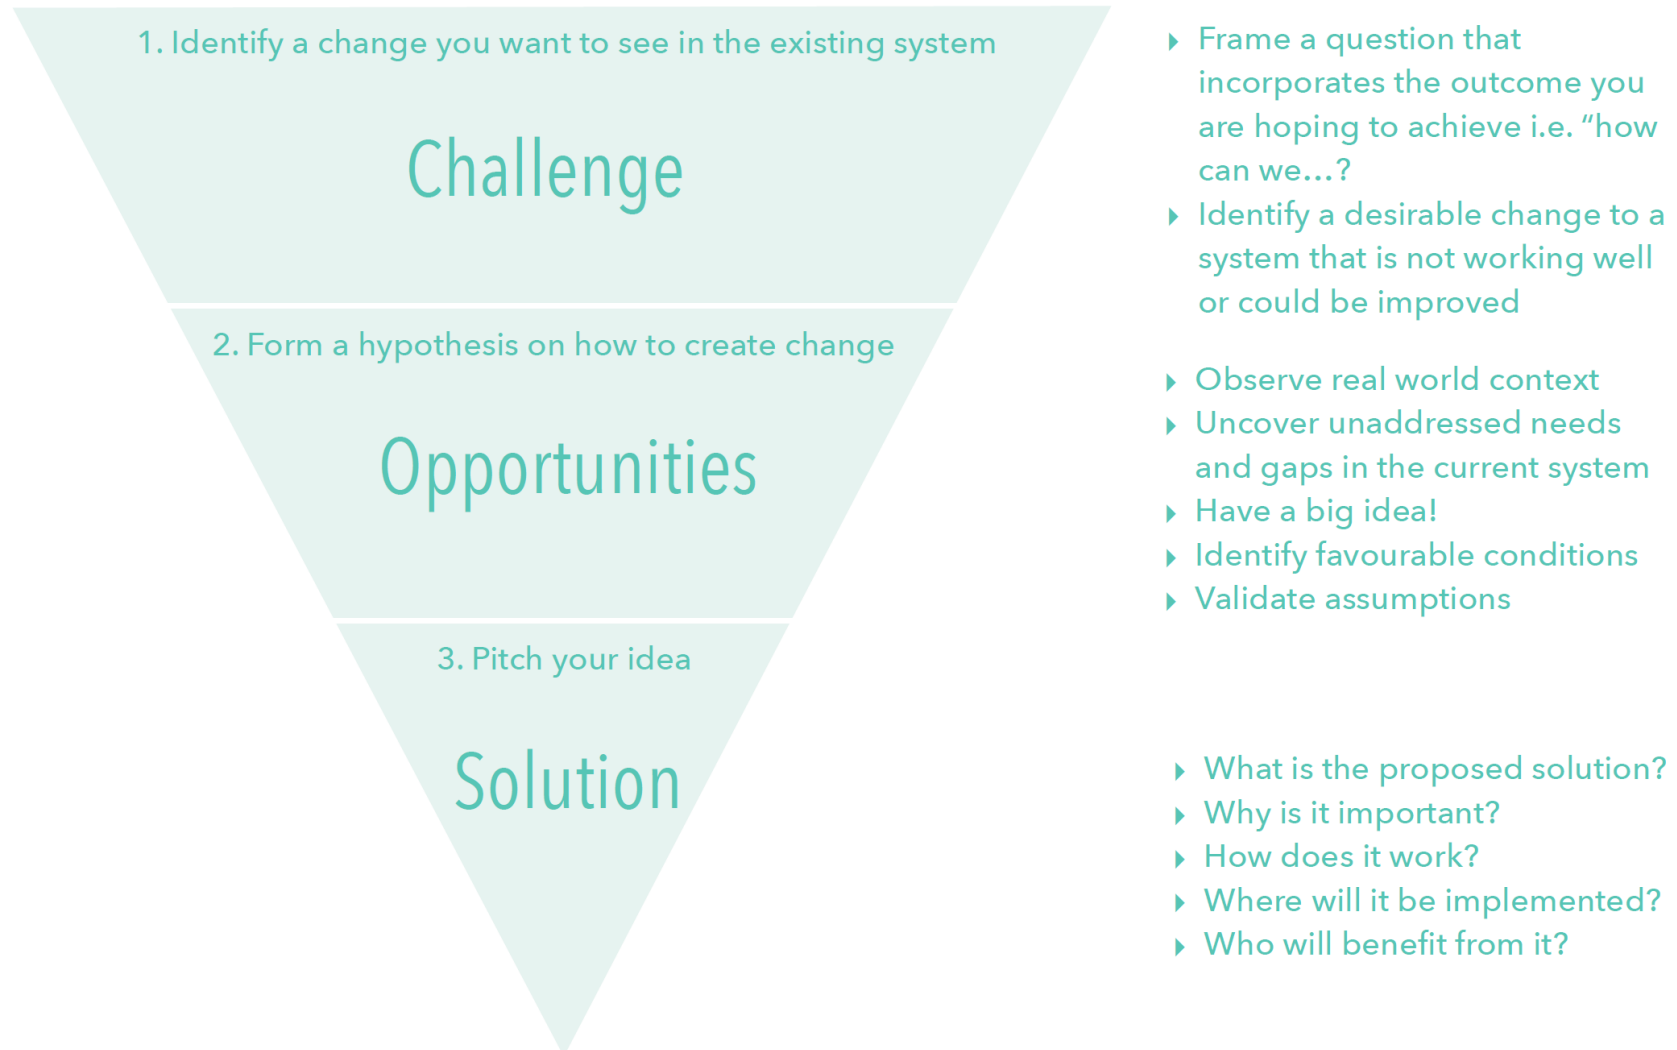 1. Identify a change you want to see in the existing system
Challenge
▸ Frame a question that
incorporates the outcome you
are hoping to achieve i.e. “how
can we…?
▸ Identify a desirable change to a
system that is not working well
or could be improved
2. Form a hypothesis on how to create change
Opportunities
▸ Observe real world context
▸ Uncover unaddressed needs
and gaps in the current system
▸ Have a big idea!
▸ Identify favourable conditions
▸ Validate assumptions
3. Pitch your idea
Solution
▸ What is the proposed solution?
▸ Why is it important?
▸ How does it work?
▸ Where will it be implemented?
▸ Who will benefit from it?